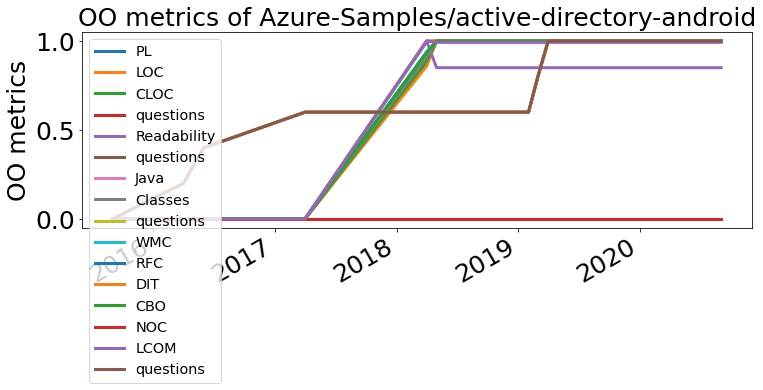 OO metrics of Azure-Samples/active-directory-android
OO metrics
1.0
0.5
0.0
2016
2017
2018
2019
2020
PL
LOC
CLOC
questions
Readability
questions
Java
Classes
questions
WMC
RFC
DIT
CBO
NOC
LCOM
questions